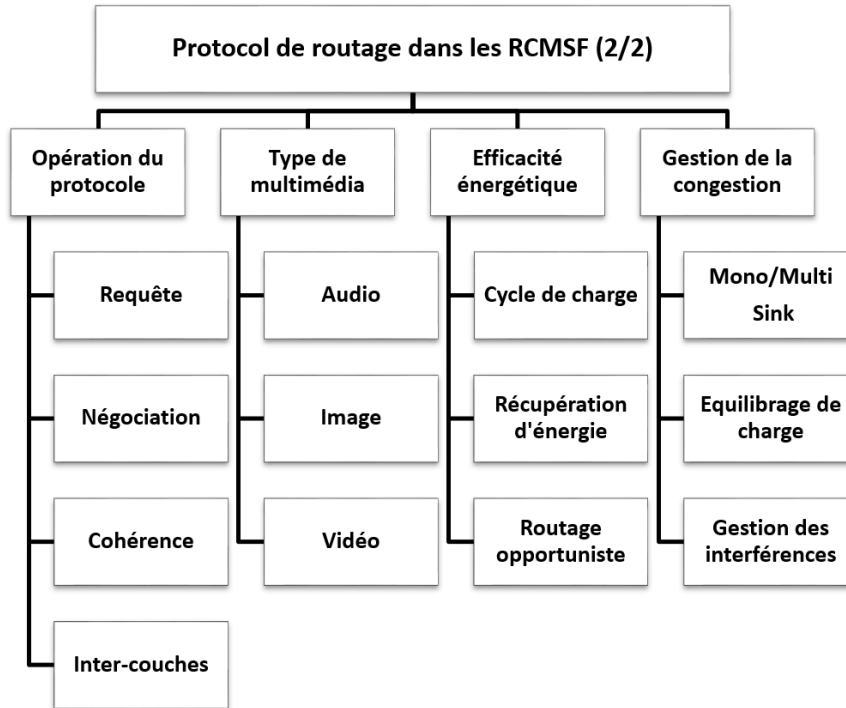 Protocol de routage dans les RCMSF (2/2)
Opération du
protocole
Type de
multimédia
Efficacité
énergétique
Gestion de la
congestion
Requête
Négociation
Cohérence
Inter-couches
Audio
Image
Vidéo
Cycle de charge
Récupération
d'énergie
Routage
opportuniste
Mono/Multi
Sink
Equilibrage de
charge
Gestion des
interférences